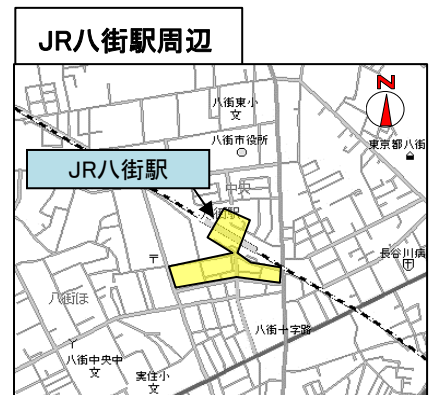 JR八街駅周辺
N
八街東小
文
八街市役所
東京都八街
JR八街駅
中央
街駅
長谷川病
〒
八街ほ
八街十字路
Y
八街中央中
文
実住小
文